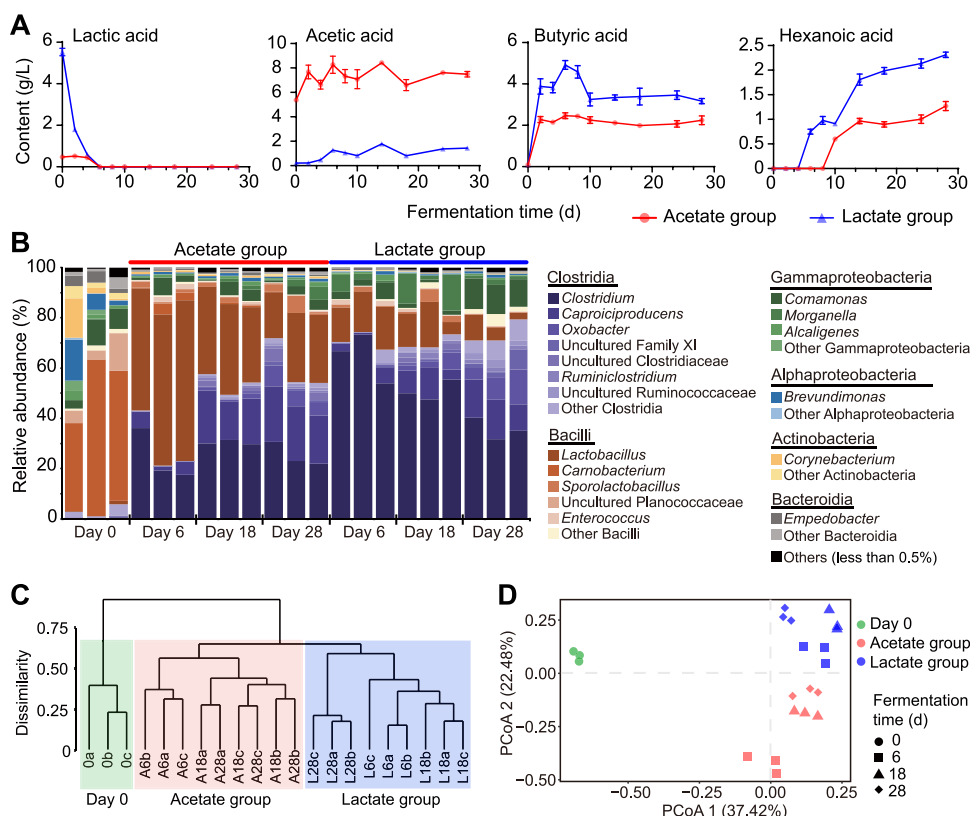 A
Lactic acid
Acetic acid
Butyric acid
Hexanoic acid
Content (g/L)
6
4
2
0
0 10 20 30
10
8
6
4
2
0
0 10 20 30
6
4
2
0
0 10 20 30
2.5
2
1.5
1
0.5
0
0 10 20 30
Fermentation time (d)
Acetate group
Lactate group
B
Acetate group
Lactate group
Relative abundance (%)
100
80
60
40
20
0
Day 0
Day 6
Day 18
Day 28
Day 6
Day 18
Day 28
Clostridia
Clostridium
Caproiciproducens
Oxobacter
Uncultured Family XI
Uncultured Clostridiaceae
Ruminiclostridium
Uncultured Ruminococcaceae
Other Clostridia
Bacilli
Lactobacillus
Carnobacterium
Sporolactobacillus
Uncultured Planococcaceae
Enterococcus
Other Bacilli
Gammaproteobacteria
Comamonas
Morganella
Alcaligenes
Other Gammaproteobacteria
Alphaproteobacteria
Brevundimonas
Other Alphaproteobacteria
Actinobacteria
Corynebacterium
Other Actinobacteria
Bacteroidia
Empedobacter
Other Bacteroidia
Others (less than 0.5%)
C
Dissimilarity
0.75
0.50
0.25
0
0a 0b 0c A6b A6a A6c A18a A28a A18c A28c A18b A28b L28c L28a L28b L6c L6a L6b L18b L18a L18c
Day 0
Acetate group
Lactate group
D
PCoA 2 (22.48%)
0.25
0.00
−0.25
−0.50
−0.50 −0.25 0.00 0.25
PCoA 1 (37.42%)
Day 0
Acetate group
Lactate group
Fermentation
time (d)
0
6
18
28